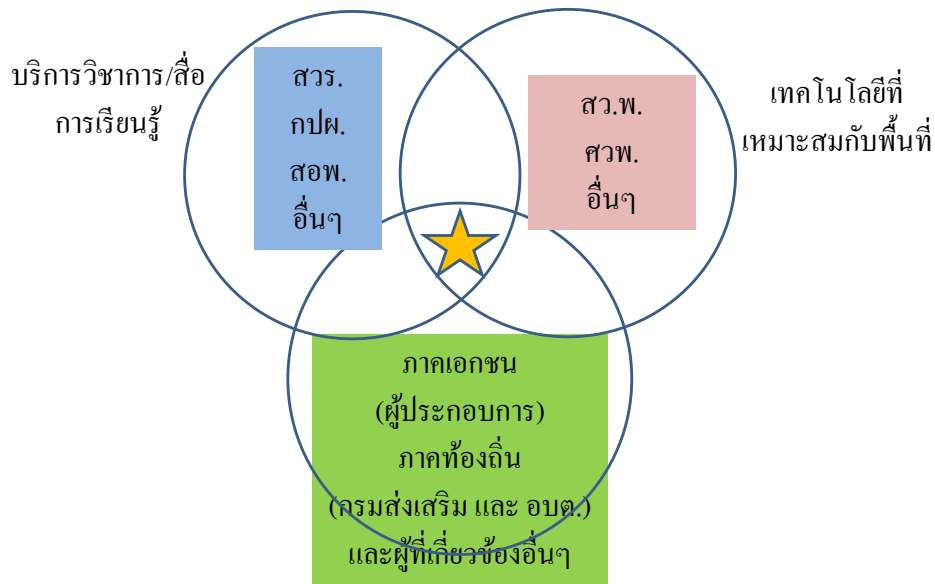 บริการวิชาการ/สื่อ
การเรียนรู้
สวร.
กปผ.
สอพ.
อื่นๆ
สว.พ.
ศวพ.
อื่นๆ
เทคโนโลยีที่
เหมาะสมกับพื้นที่
ภาคเอกชน
(ผู้ประกอบการ)
ภาคท้องถิ่น
(กรมส่งเสริม และ อบต.)
และผู้ที่เกี่ยวข้องอื่นๆ